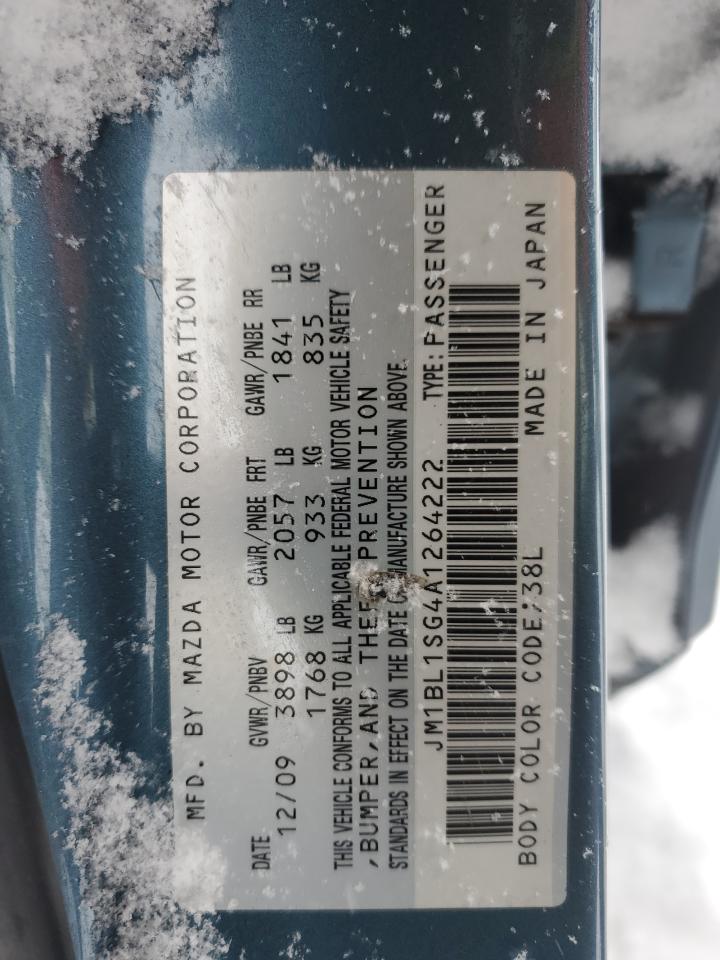 MFD. BY MAZDA MOTOR CORPORATION
DATE GVWR/PNBV GAWR/PNBE FRT GAWR/PNBE RR
12/09 3898 LB 2057 LB 1841 LB
1768 KG 933 KG 835 KG
THIS VEHICLE CONFORMS TO ALL APPLICABLE FEDERAL MOTOR VEHICLE SAFETY
,BUMPER,AND THEFT PREVENTION
STANDARDS IN EFFECT ON THE DATE OF MANUFACTURE SHOWN ABOVE.
JM1BL1SG4A1264222 TYPE: PASSENGER
BODY COLOR CODE:38L MADE IN JAPAN